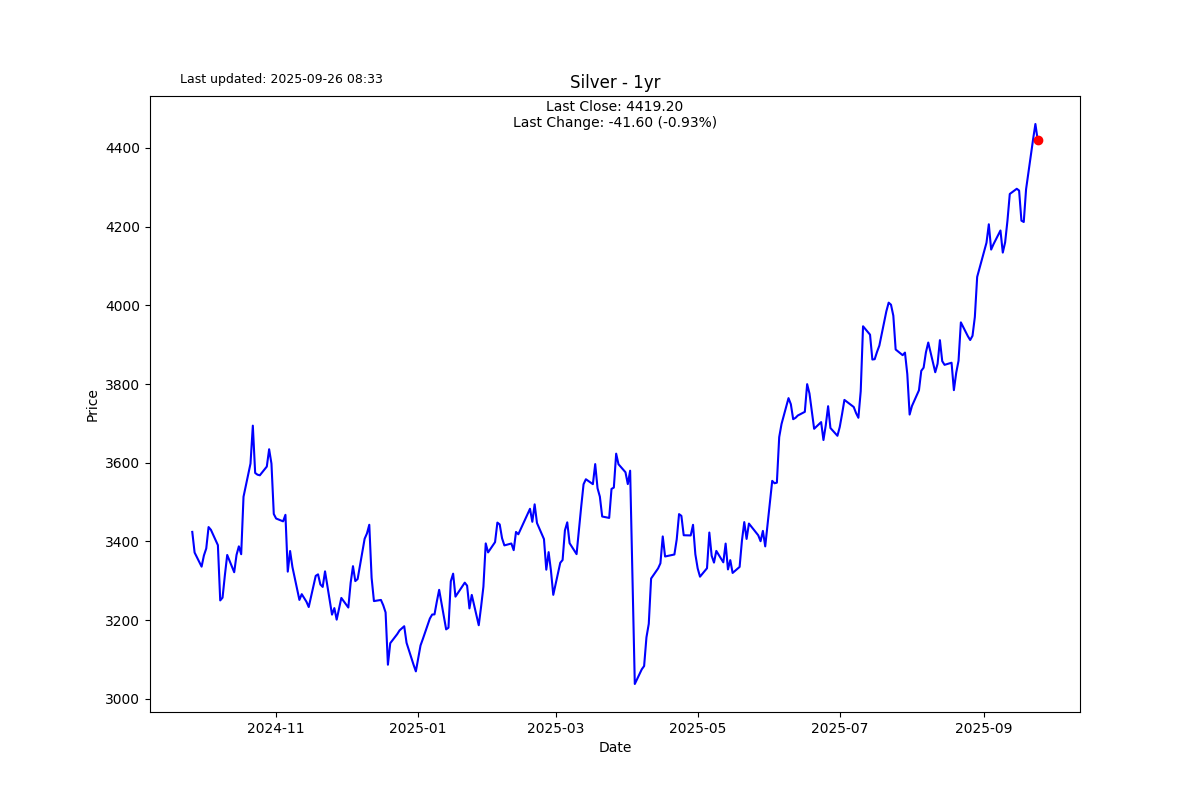 Last updated: 2025-09-26 08:33
Silver - 1yr
Last Close: 4419.20
Last Change: -41.60 (-0.93%)
4400
4200
4000
3800
3600
3400
3200
3000
Price
2024-11
2025-01
2025-03
2025-05
2025-07
2025-09
Date